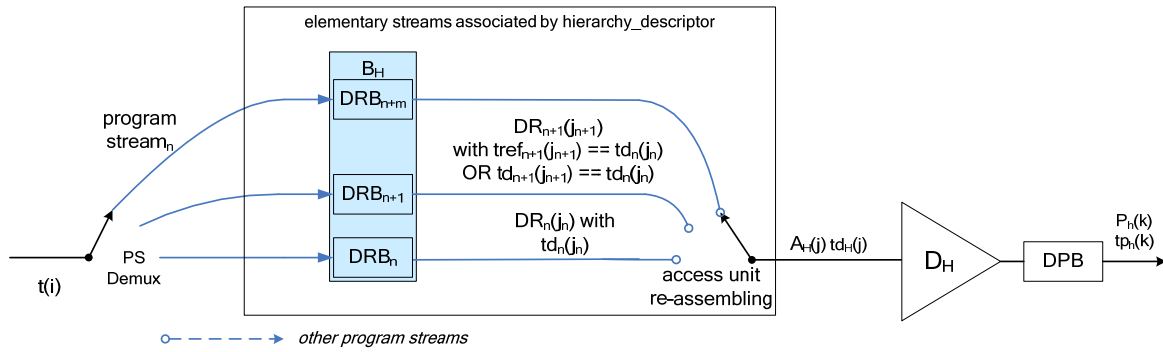 elementary streams associated by hierarchy_descriptor
B_H
DRB_n+m
program
stream_n
DR_n+1(j_n+1)
with tref_n+1(j_n+1) == td_n(j_n)
OR td_n+1(j_n+1) == td_n(j_n)
DRB_n+1
DR_n(j_n) with
td_n(j_n)
DRB_n
PS
Demux
t(i)
access unit
re-assembling
A_H(j) td_H(j)
D_H
DPB
P_h(k)
tp_h(k)
other program streams